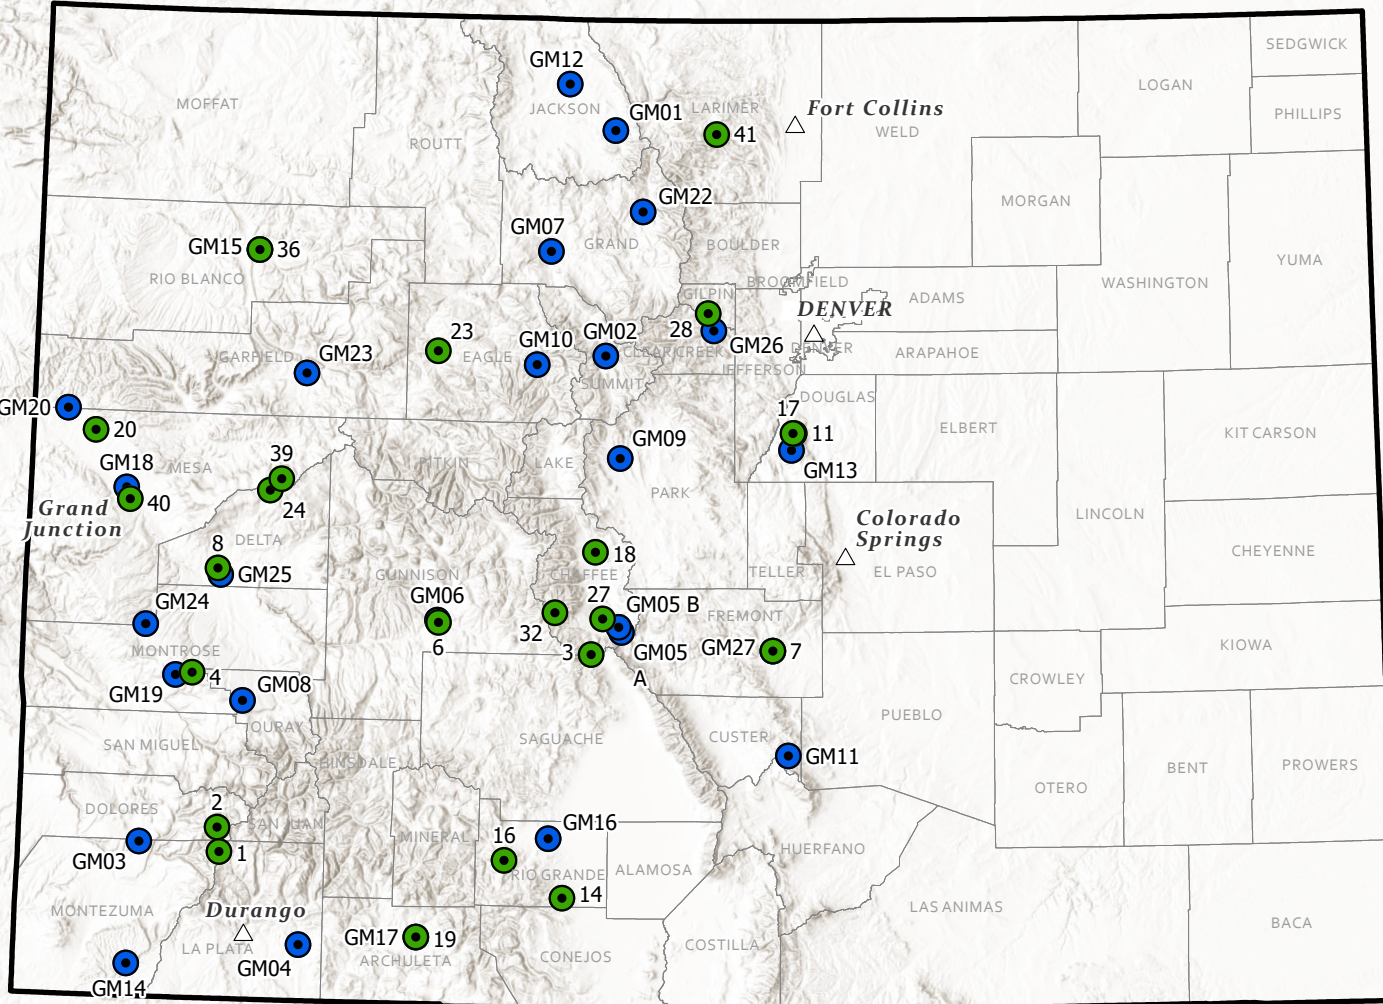 SEDGWICK
GM12
LOGAN
MOFFAT
JACKSON
GM01
LARIMER
Fort Collins
PHILLIPS
41
WELD
ROUTT
GM22
MORGAN
GM07
GRAND
BOULDER
GM15
36
YUMA
RIO BLANCO
BROOMFIELD
WASHINGTON
GILPIN
ADAMS
DENVER
23
28
GM10
GM02
GM26
GM23
GARFIELD
EAGLE
CLEAR CREEK
DENVER
ARAPAHOE
JEFFERSON
SUMMIT
DOUGLAS
GM20
17
20
11
ELBERT
KIT CARSON
GM09
39
GM18
MESA
PITKIN
LAKE
GM13
PARK
40
24
Grand
Junction
LINCOLN
Colorado
Springs
DELTA
8
18
CHEYENNE
GM25
GUNNISON
CHAFFEE
TELLER
EL PASO
GM06
27
GM05 B
GM24
FREMONT
32
6
3
GM05
A
GM27
7
KIOWA
MONTROSE
4
GM19
GM08
CROWLEY
OURAY
PUEBLO
SAN MIGUEL
SAGUACHE
CUSTER
GM11
HINSDALE
BENT
PROWERS
OTERO
DOLORES
2
SAN JUAN
GM16
MINERAL
16
GM03
1
HUERFANO
RIO GRANDE
ALAMOSA
14
MONTEZUMA
Durango
LAS ANIMAS
BACA
LA PLATA
GM17
19
GM04
ARCHULETA
CONEJOS
COSTILLA
GM14